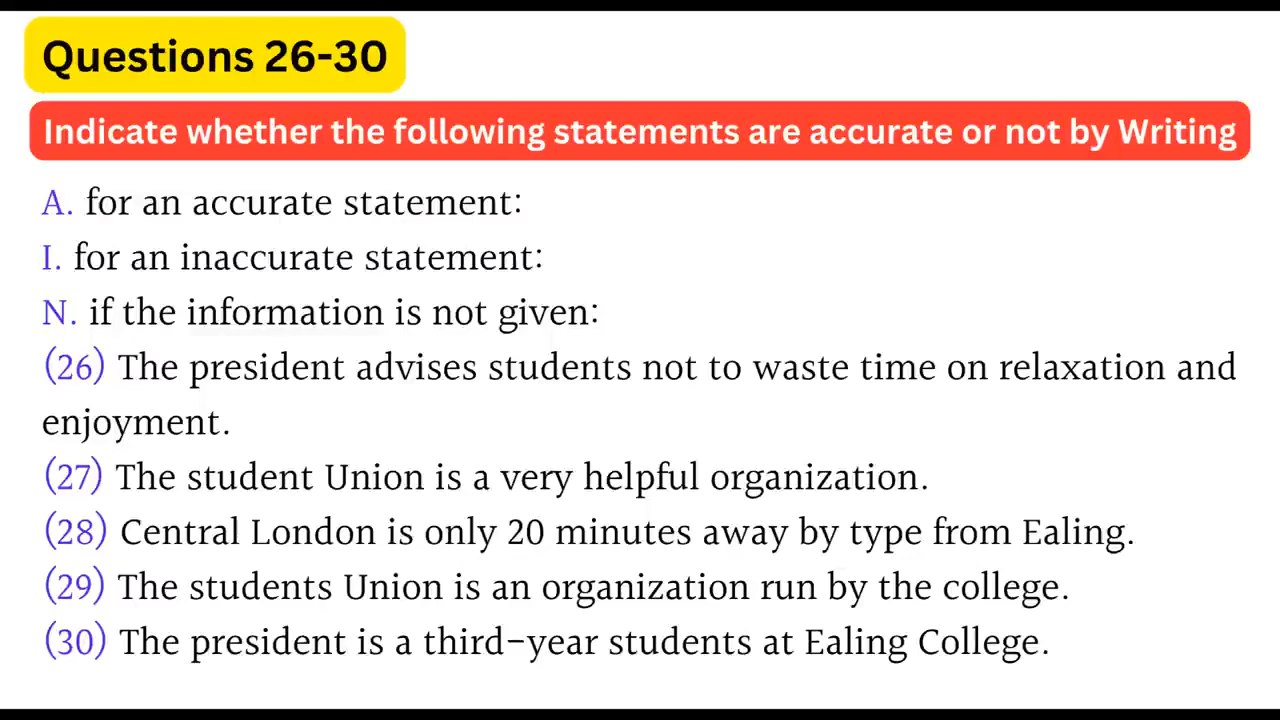 Questions 26-30
Indicate whether the following statements are accurate or not by Writing
A. for an accurate statement:
I. for an inaccurate statement:
N. if the information is not given:
(26) The president advises students not to waste time on relaxation and
enjoyment.
(27) The student Union is a very helpful organization.
(28) Central London is only 20 minutes away by type from Ealing.
(29) The students Union is an organization run by the college.
(30) The president is a third-year students at Ealing College.